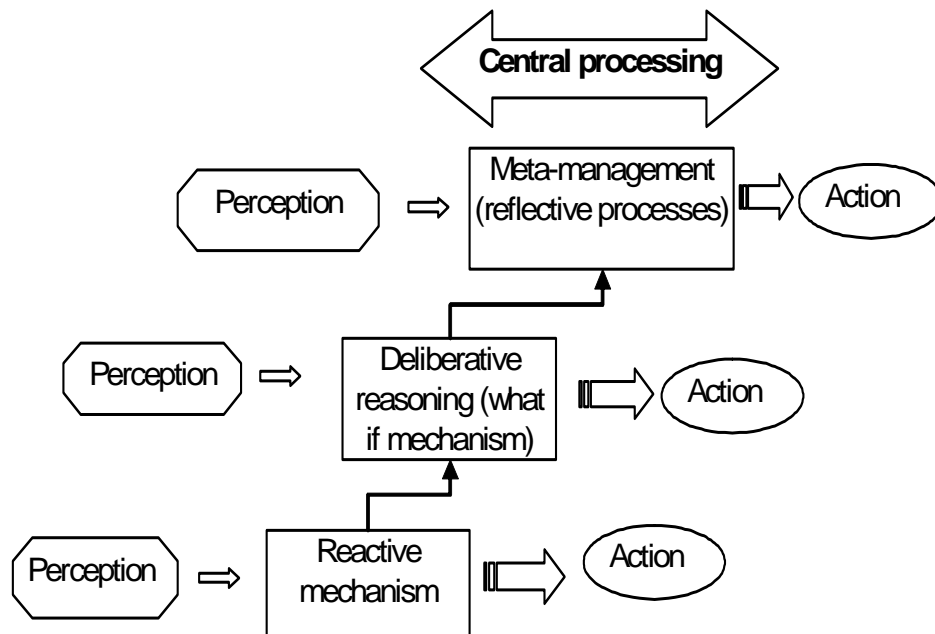 Central processing
Perception
Meta-management
(reflective processes)
Action
Perception
Deliberative
reasoning (what
if mechanism)
Action
Perception
Reactive
mechanism
Action